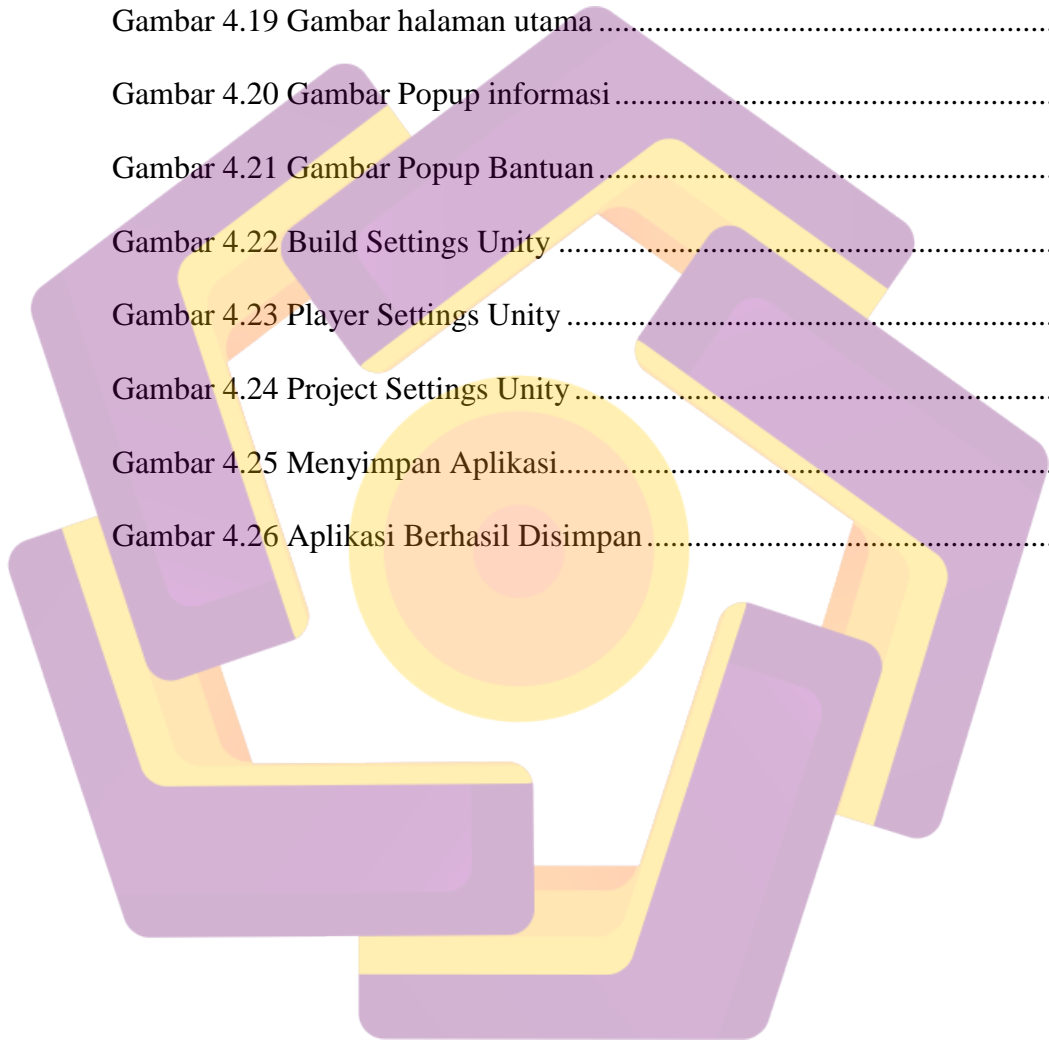 Gambar 4.19 Gambar halaman utama ..........................................................
Gambar 4.20 Gambar Popup informasi ........................................................
Gambar 4.21 Gambar Popup Bantuan ..........................................................
Gambar 4.22 Build Settings Unity ...............................................................
Gambar 4.23 Player Settings Unity ..............................................................
Gambar 4.24 Project Settings Unity .............................................................
Gambar 4.25 Menyimpan Aplikasi...............................................................
Gambar 4.26 Aplikasi Berhasil Disimpan ....................................................